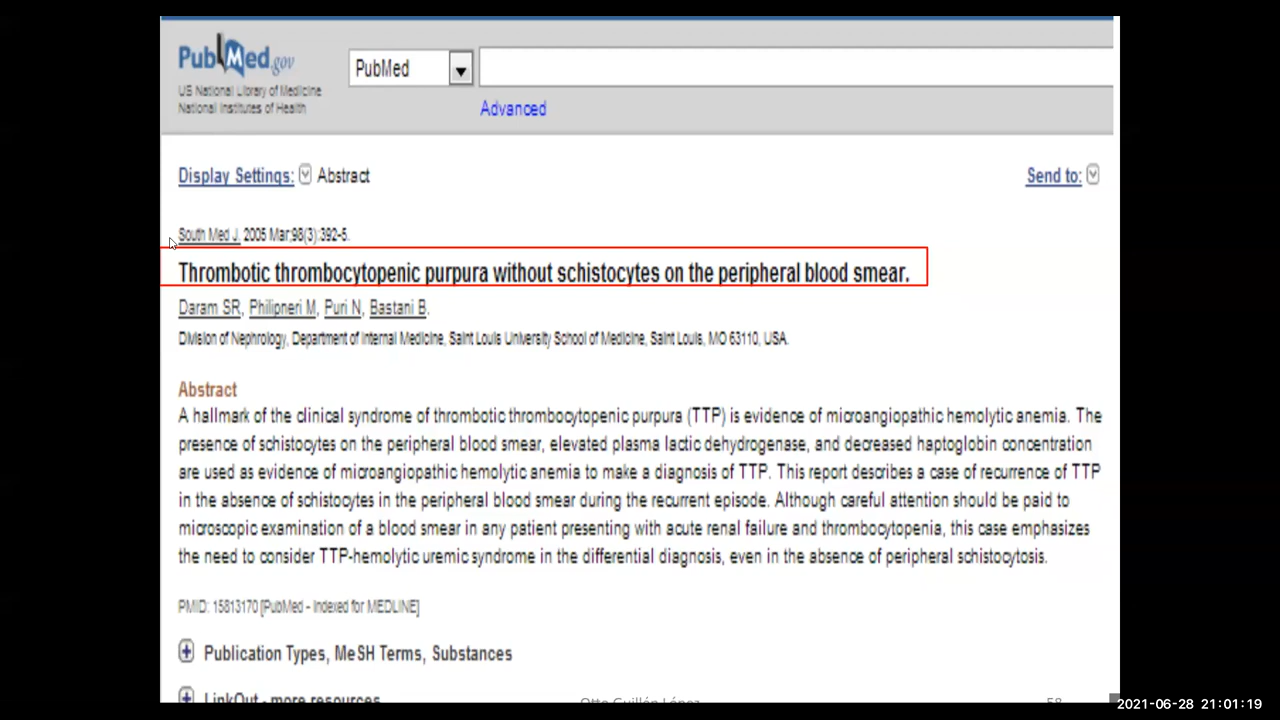 PubMed.gov
US National Library of Medicine
National Institutes of Health
PubMed
Advanced
Display Settings: Abstract
Send to:
South Med J. 2005 Mar;98(3):392-5.
Thrombotic thrombocytopenic purpura without schistocytes on the peripheral blood smear.
Daram SR, Philipneri M, Puri N, Bastani B.
Division of Nephrology, Department of Internal Medicine, Saint Louis University School of Medicine, Saint Louis, MO 63110, USA.
Abstract
A hallmark of the clinical syndrome of thrombotic thrombocytopenic purpura (TTP) is evidence of microangiopathic hemolytic anemia. The
presence of schistocytes on the peripheral blood smear, elevated plasma lactic dehydrogenase, and decreased haptoglobin concentration
are used as evidence of microangiopathic hemolytic anemia to make a diagnosis of TTP. This report describes a case of recurrence of TTP
in the absence of schistocytes in the peripheral blood smear during the recurrent episode. Although careful attention should be paid to
microscopic examination of a blood smear in any patient presenting with acute renal failure and thrombocytopenia, this case emphasizes
the need to consider TTP-hemolytic uremic syndrome in the differential diagnosis, even in the absence of peripheral schistocytosis.
PMID: 15813170 [PubMed - indexed for MEDLINE]
Publication Types, MeSH Terms, Substances
LinkOut - more resources
Otto Guillén López
58
2021-06-28 21:01:19